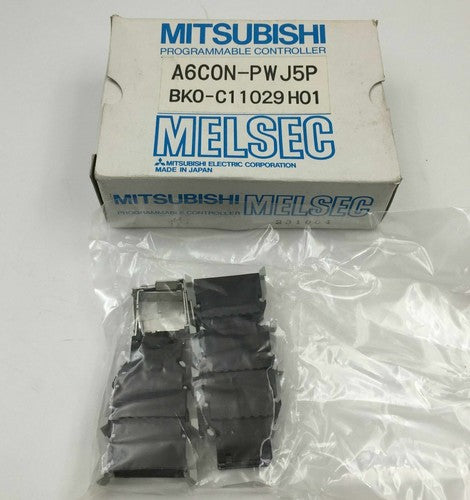 MITSUBISHI
PROGRAMMABLE CONTROLLER
A6CON-PWJ5P
BKO-C11029H01
MELSEC
MITSUBISHI ELECTRIC CORPORATION
MADE IN JAPAN
MITSUBISHI MELSEC
PROGRAMMABLE CONTROLLER